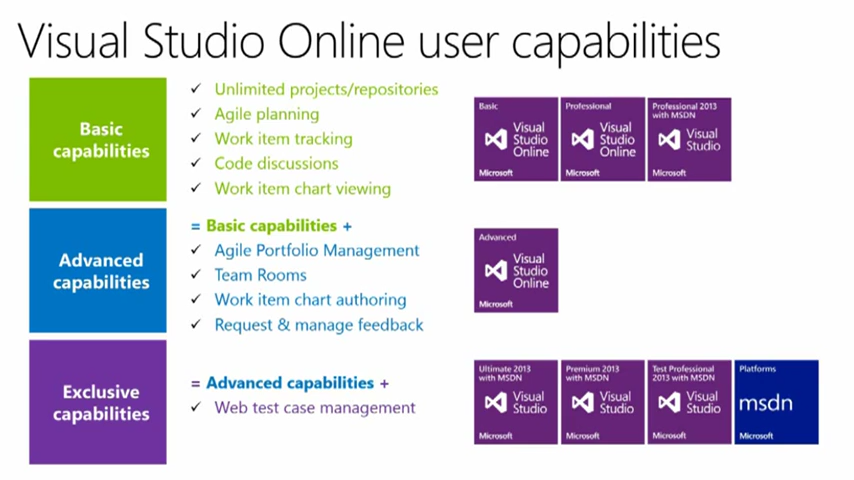 Visual Studio Online user capabilities
Basic
capabilities
✓ Unlimited projects/repositories
✓ Agile planning
✓ Work item tracking
✓ Code discussions
✓ Work item chart viewing
Basic
Visual
Studio
Online
Microsoft
Professional
Visual
Studio
Online
Microsoft
Professional 2013
with MSDN
Visual
Studio
Microsoft
Advanced
capabilities
= Basic capabilities +
✓ Agile Portfolio Management
✓ Team Rooms
✓ Work item chart authoring
✓ Request & manage feedback
Advanced
Visual
Studio
Online
Microsoft
Exclusive
capabilities
= Advanced capabilities +
✓ Web test case management
Ultimate 2013
with MSDN
Visual
Studio
Microsoft
Premium 2013
with MSDN
Visual
Studio
Microsoft
Test Professional
2013 with MSDN
Visual
Studio
Microsoft
Platforms
msdn
Microsoft